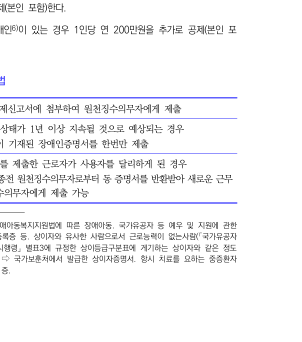 제(본인 포함)한다.
애인6)이 있는 경우 1인당 연 200만원을 추가로 공제(본인 포
법
제신고서에 첨부하여 원천징수의무자에게 제출
상태가 1년 이상 지속될 것으로 예상되는 경우
이 기재된 장애인증명서를 한번만 제출
를 제출한 근로자가 사용자를 달리하게 된 경우
종전 원천징수의무자로부터 동 증명서를 반환받아 새로운 근무
수의무자에게 제출 가능
애아동복지지원법에 따른 장애아동, 국가유공자 등 예우 및 지원에 관한
등록증 등. 상이자와 유사한 사람으로서 근로능력이 없는사람(「국가유공자
시행령」 별표3에 규정한 상이등급구분표에 게기하는 상이자와 같은 정도
⇨ 국가보훈처에서 발급한 상이자증명서. 항시 치료를 요하는 중증환자
증.